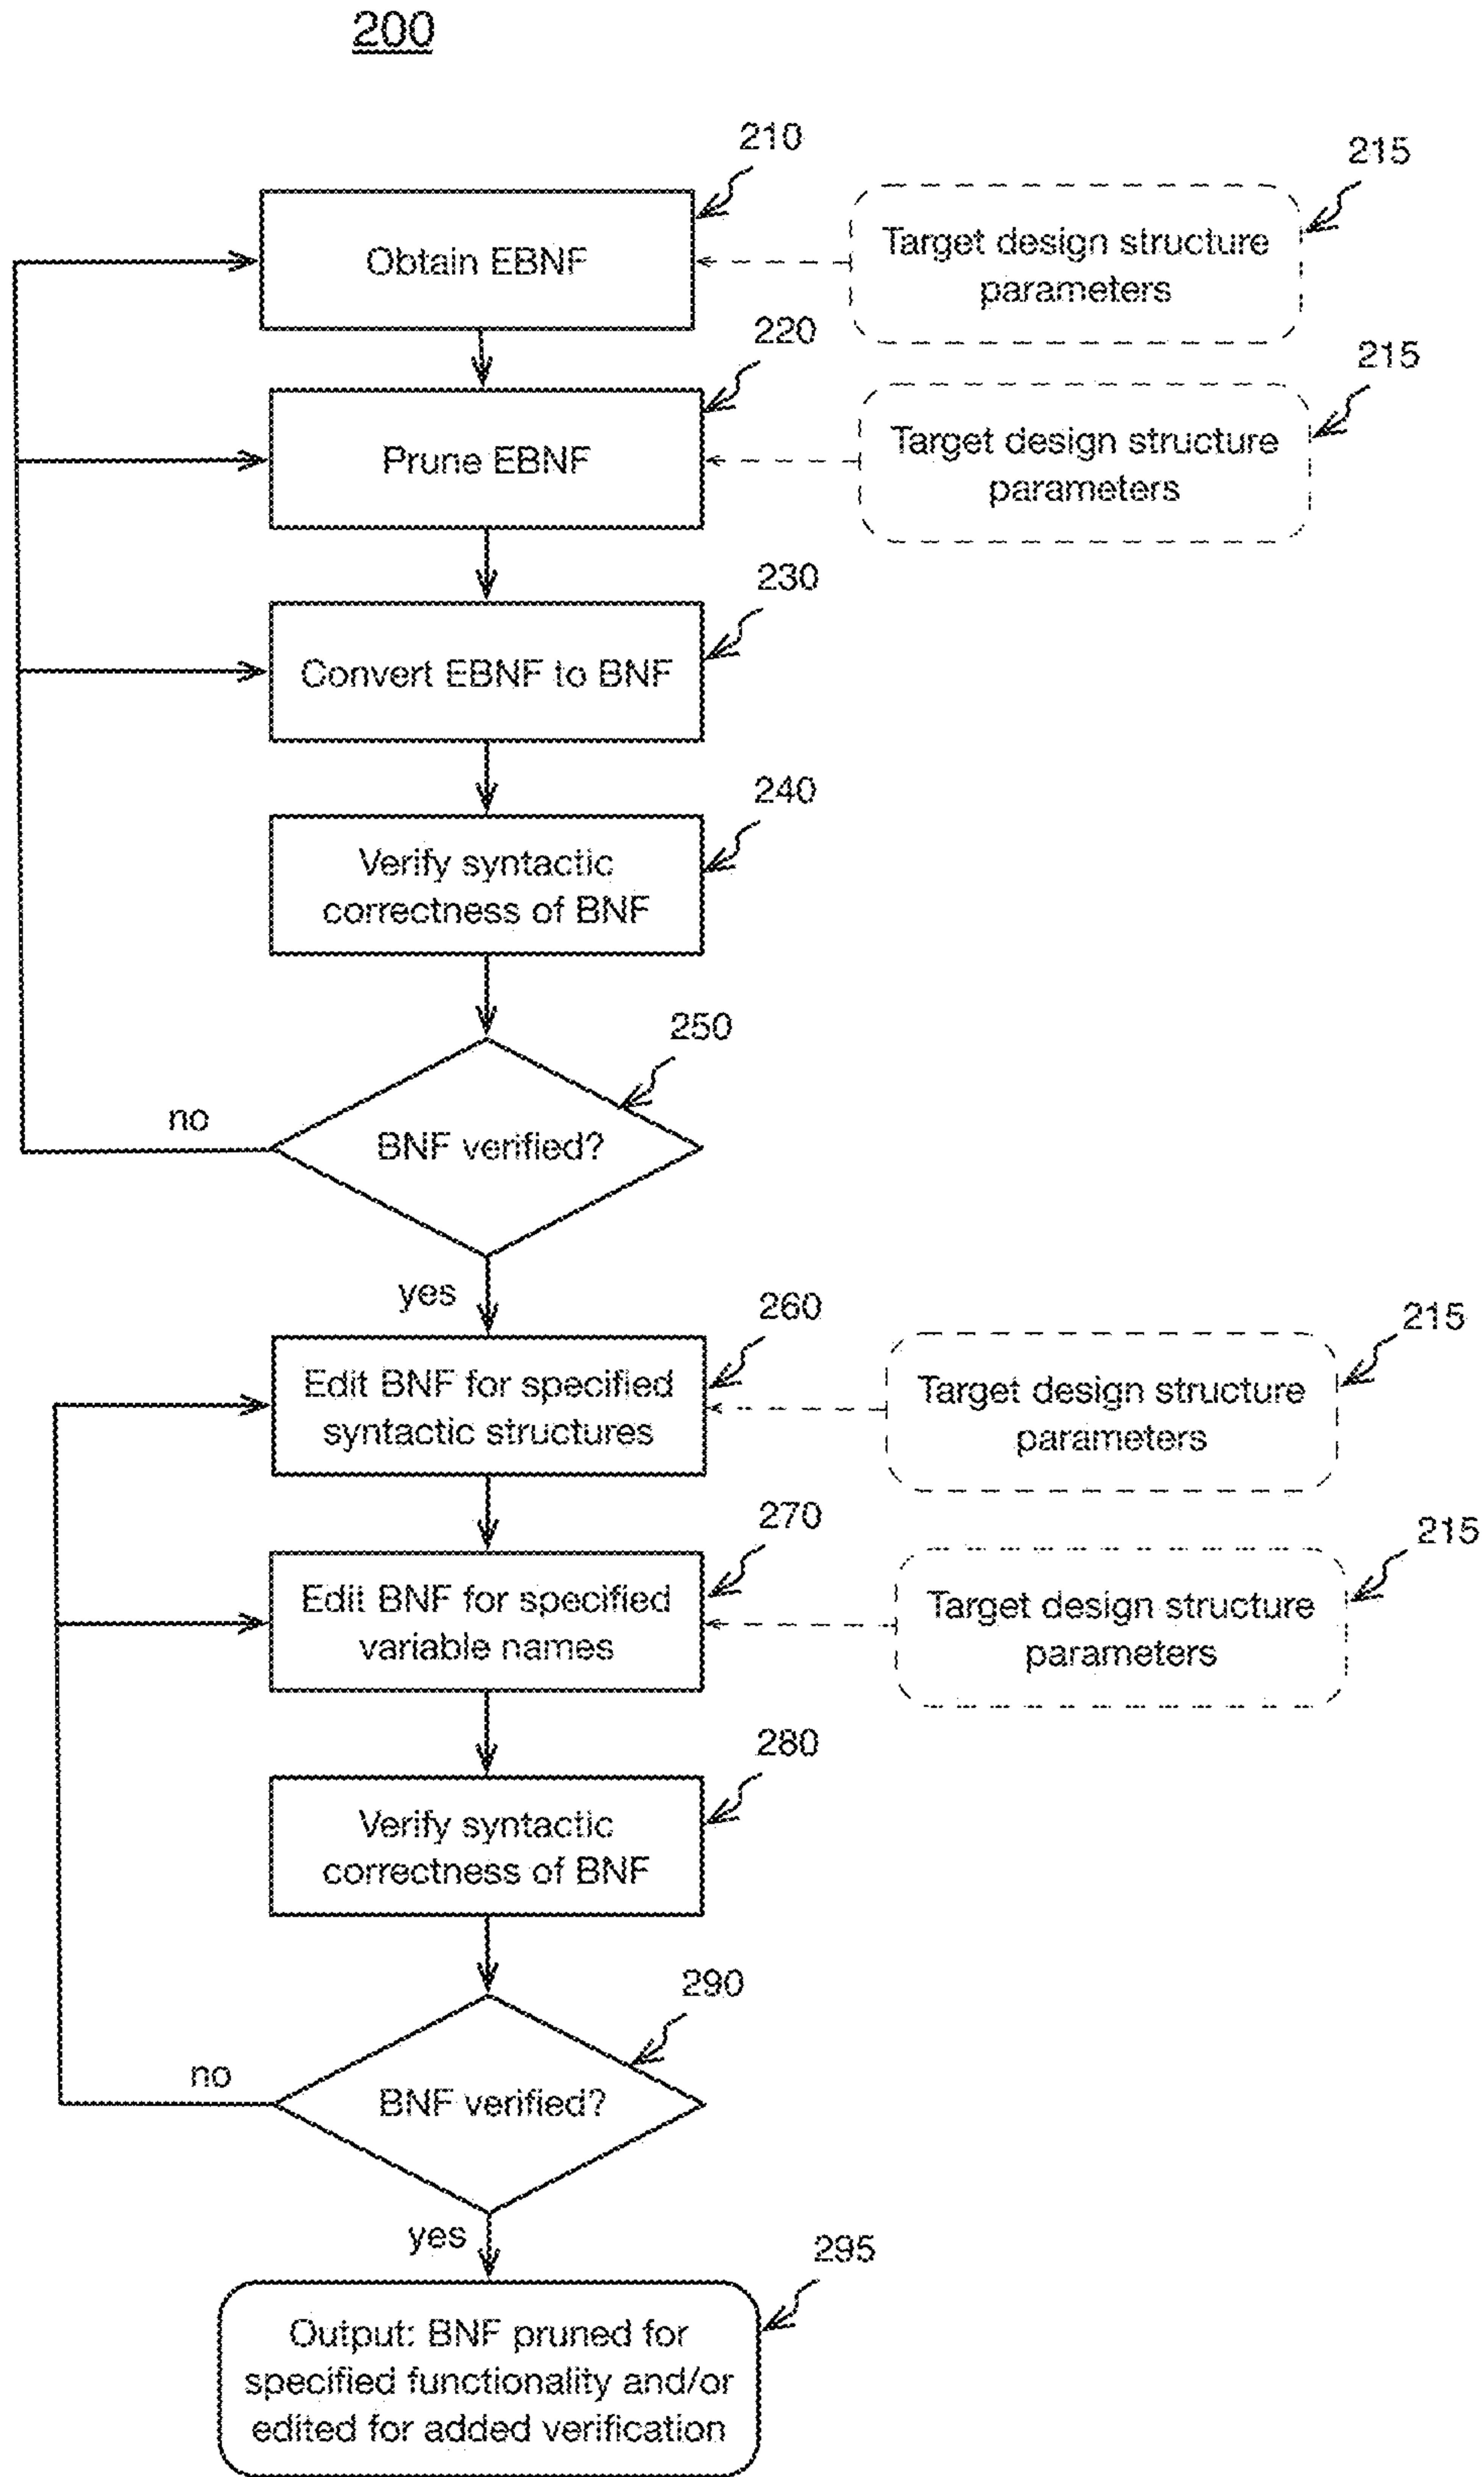 200
210
215
Obtain EBNF
Target design structure
parameters
220
215
Prune EBNF
Target design structure
parameters
230
Convert EBNF to BNF
240
Verify syntactic
correctness of BNF
250
no
BNF verified?
yes
260
215
Edit BNF for specified
syntactic structures
Target design structure
parameters
270
215
Edit BNF for specified
variable names
Target design structure
parameters
280
Verify syntactic
correctness of BNF
290
no
BNF verified?
yes
295
Output: BNF pruned for
specified functionality and/or
edited for added verification